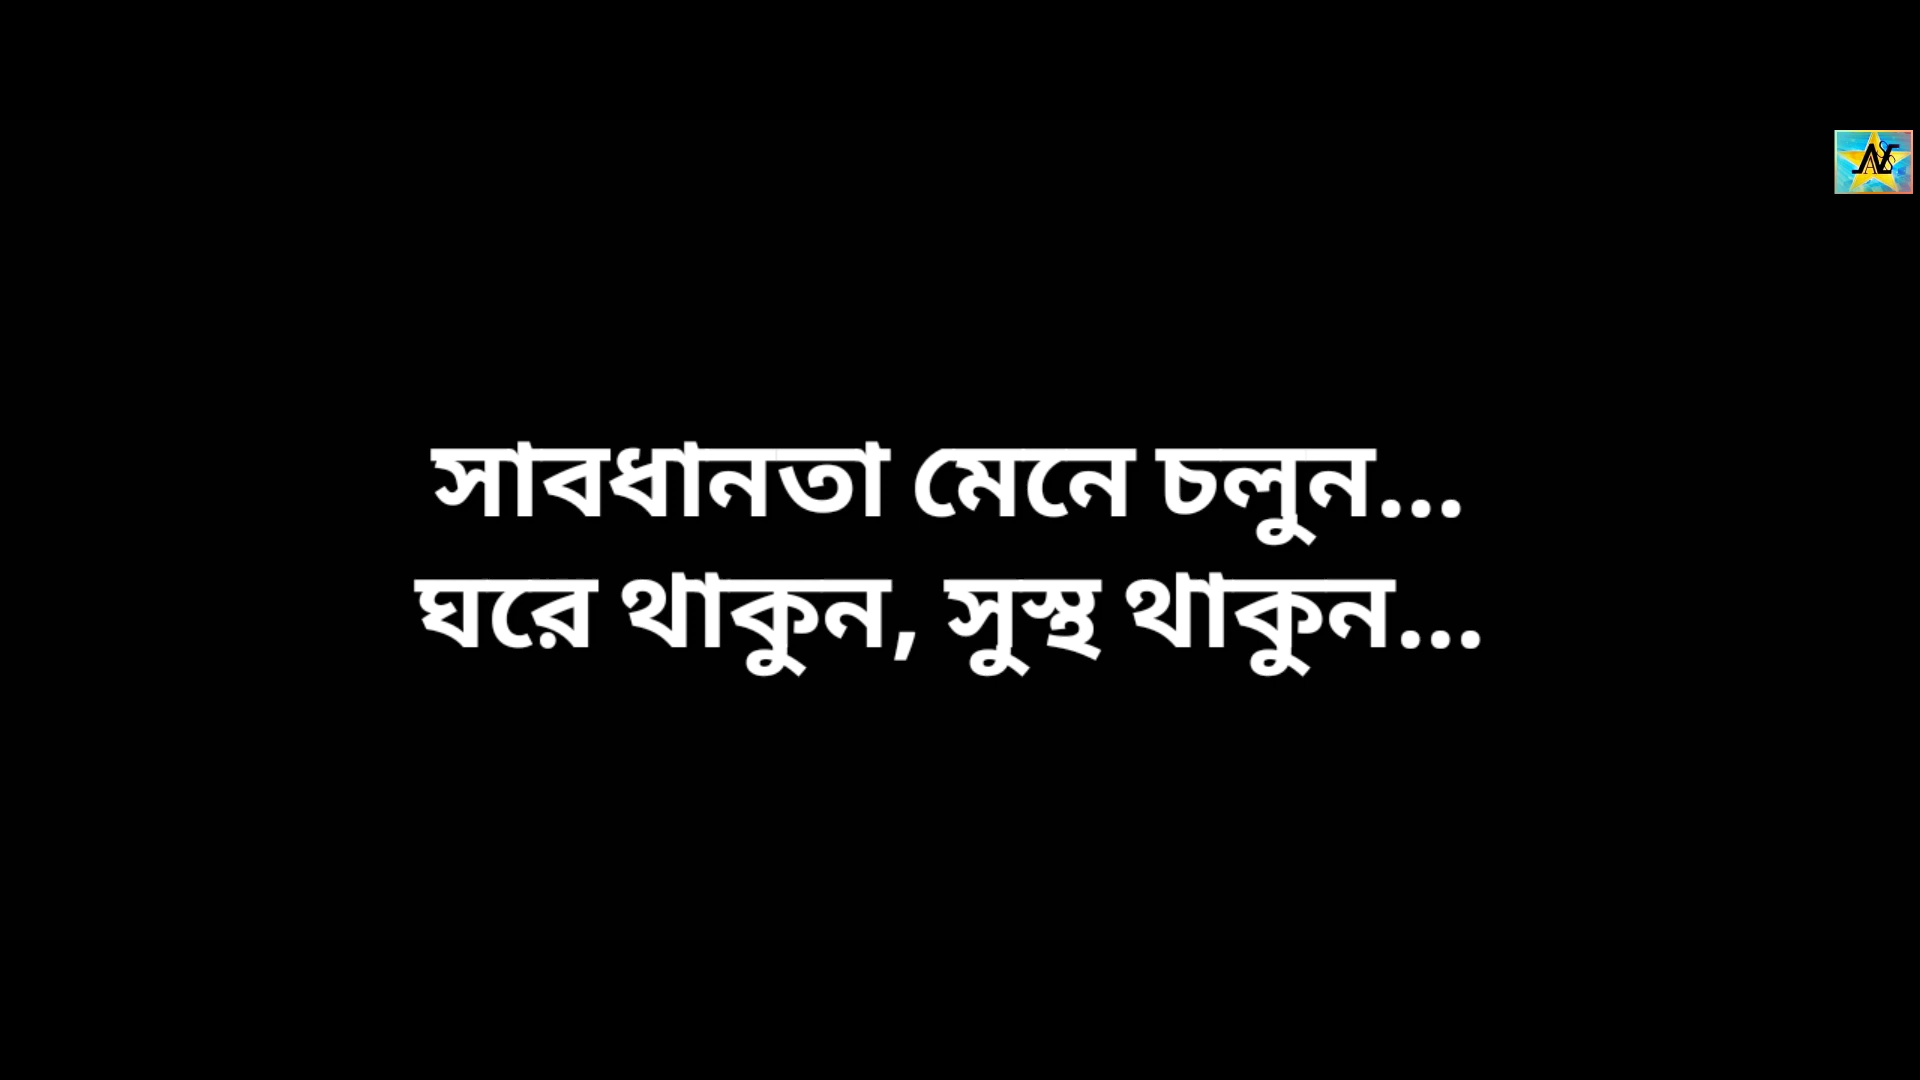 সাবধানতা মেনে চলুন...
ঘরে থাকুন, সুস্থ থাকুন...